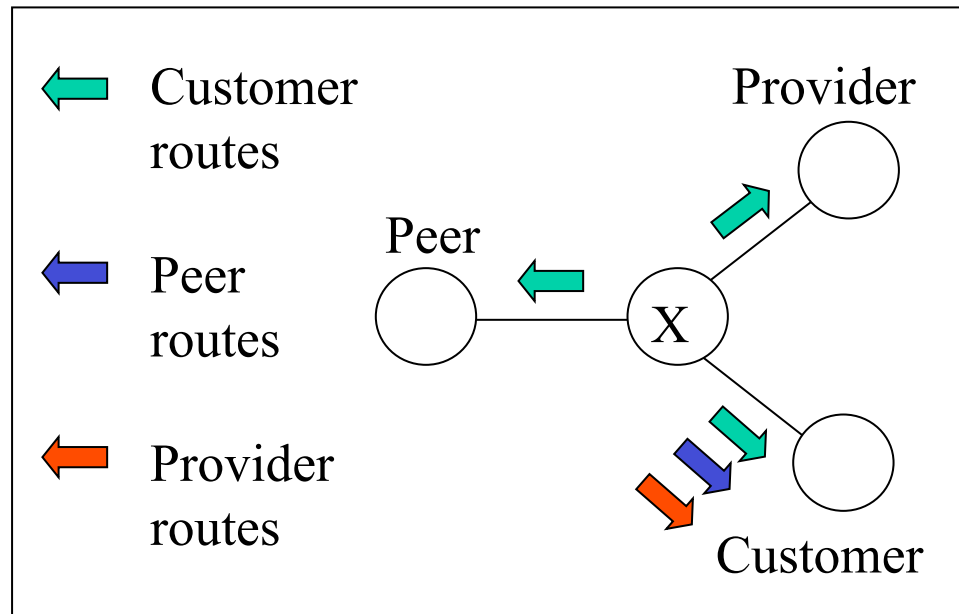 Customer
routes
Peer
routes
Provider
routes
Provider
Peer
X
Customer